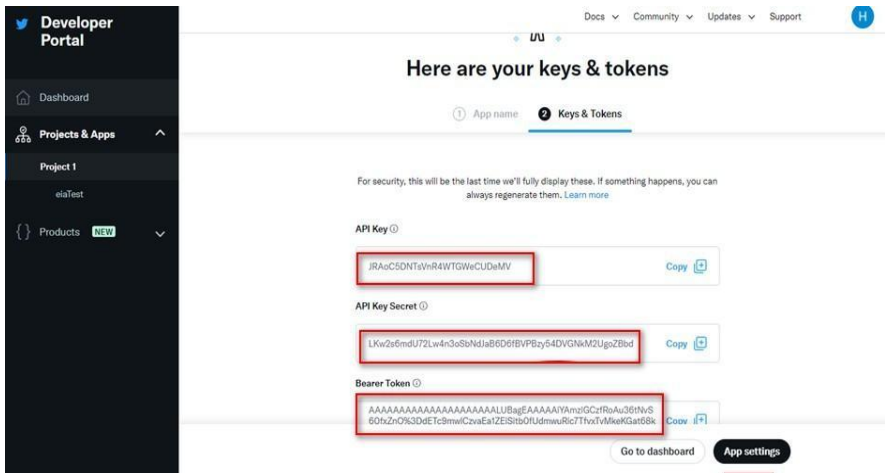 Developer
Portal
Docs
Community
Updates
Support
H
Dashboard
Projects & Apps
Project 1
eiaTest
Products NEW
Here are your keys & tokens
1 App name
2 Keys & Tokens
For security, this will be the last time we'll fully display these. If something happens, you can
always regenerate them. Learn more
API Key
JRAoC5DNTsVnR4WTGWeCUDeMV
Copy
API Key Secret
LKw2s6mdU72Lw4n3oSbNdJaB6D6fBVPBzy54DVGNkM2UgoZBbd
Copy
Bearer Token
Copy
Go to dashboard
App settings